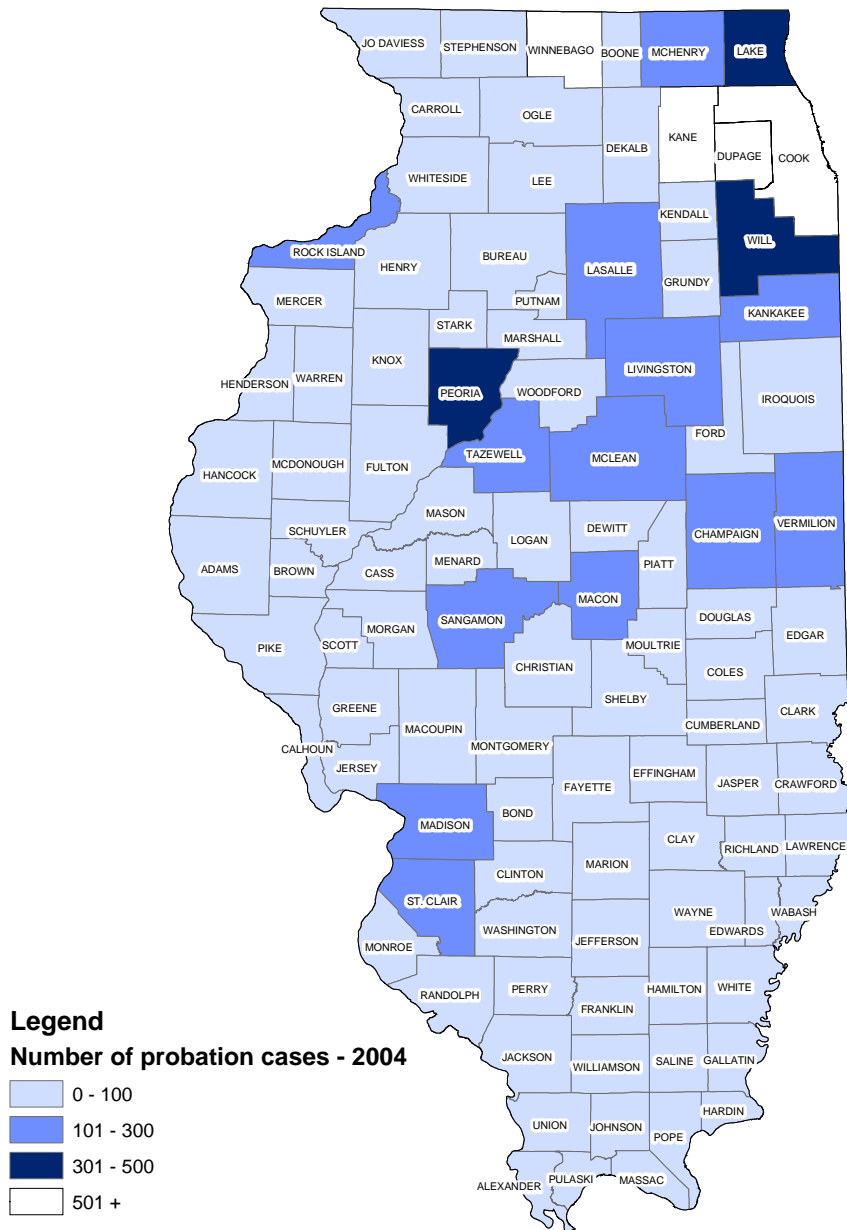 JO DAVIESS
STEPHENSON
WINNEBAGO
BOONE
MCHENRY
LAKE
CARROLL
OGLE
DEKALB
KANE
DUPAGE
COOK
WHITESIDE
LEE
KENDALL
WILL
ROCK ISLAND
HENRY
BUREAU
LASALLE
GRUNDY
MERCER
PUTNAM
KANKAKEE
STARK
MARSHALL
KNOX
HENDERSON
WARREN
PEORIA
WOODFORD
LIVINGSTON
IROQUOIS
FORD
HANCOCK
MCDONOUGH
FULTON
TAZEWELL
MCLEAN
MASON
SCHUYLER
LOGAN
DEWITT
CHAMPAIGN
VERMILION
ADAMS
BROWN
CASS
MENARD
PIATT
MACON
SANGAMON
DOUGLAS
PIKE
SCOTT
MORGAN
MOULTRIE
EDGAR
CHRISTIAN
COLES
SHELBY
GREENE
MACOUPIN
CUMBERLAND
CLARK
CALHOUN
JERSEY
MONTGOMERY
EFFINGHAM
FAYETTE
JASPER
CRAWFORD
MADISON
BOND
CLAY
RICHLAND
LAWRENCE
MARION
CLINTON
ST. CLAIR
WAYNE
WABASH
EDWARDS
WASHINGTON
JEFFERSON
MONROE
RANDOLPH
PERRY
HAMILTON
WHITE
FRANKLIN
JACKSON
WILLIAMSON
SALINE
GALLATIN
HARDIN
UNION
JOHNSON
POPE
ALEXANDER
PULASKI
MASSAC
Legend
Number of probation cases - 2004
0 - 100
101 - 300
301 - 500
501 +